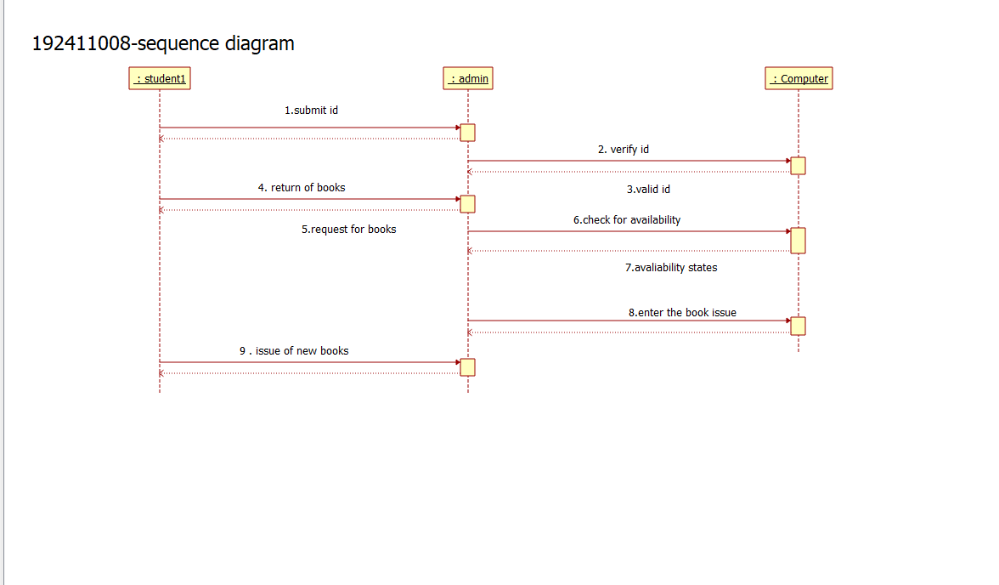 192411008-sequence diagram
: student1
: admin
: Computer
1.submit id
2. verify id
4. return of books
3.valid id
6.check for availability
5.request for books
7.avaliability states
8.enter the book issue
9 . issue of new books